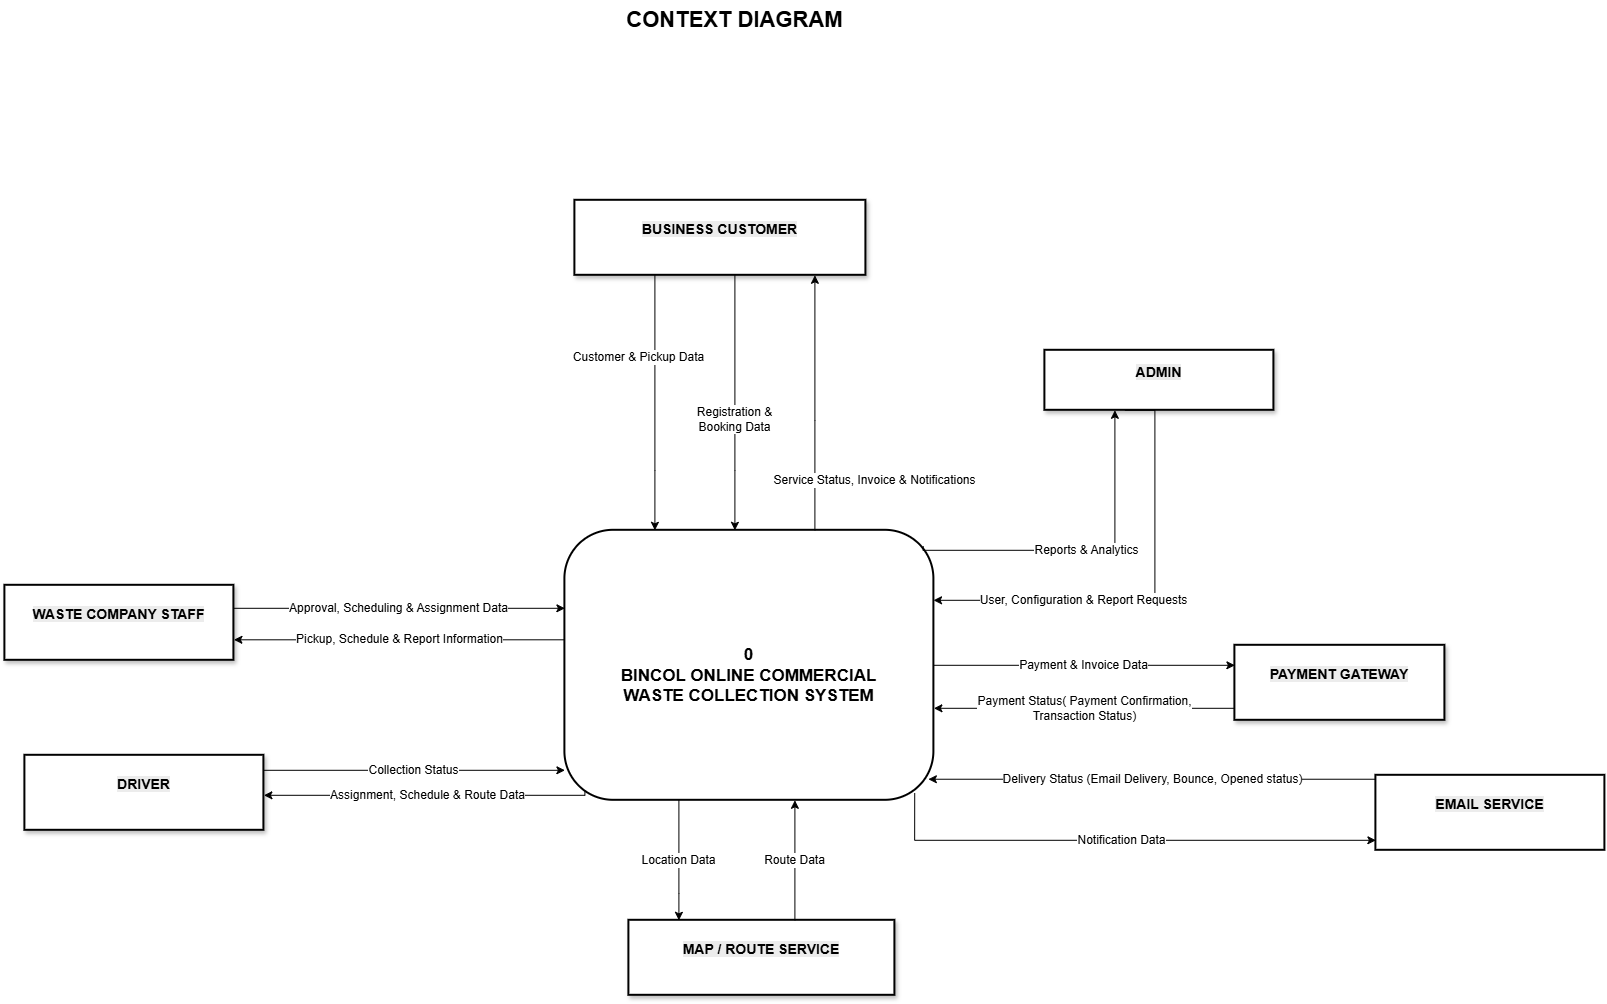 CONTEXT DIAGRAM
BUSINESS CUSTOMER
Customer & Pickup Data
ADMIN
Registration &
Booking Data
Service Status, Invoice & Notifications
Reports & Analytics
User, Configuration & Report Requests
WASTE COMPANY STAFF
Approval, Scheduling & Assignment Data
Pickup, Schedule & Report Information
0
BINCOL ONLINE COMMERCIAL
WASTE COLLECTION SYSTEM
Payment & Invoice Data
PAYMENT GATEWAY
Payment Status( Payment Confirmation,
Transaction Status)
DRIVER
Collection Status
Assignment, Schedule & Route Data
Delivery Status (Email Delivery, Bounce, Opened status)
EMAIL SERVICE
Notification Data
Location Data
Route Data
MAP / ROUTE SERVICE